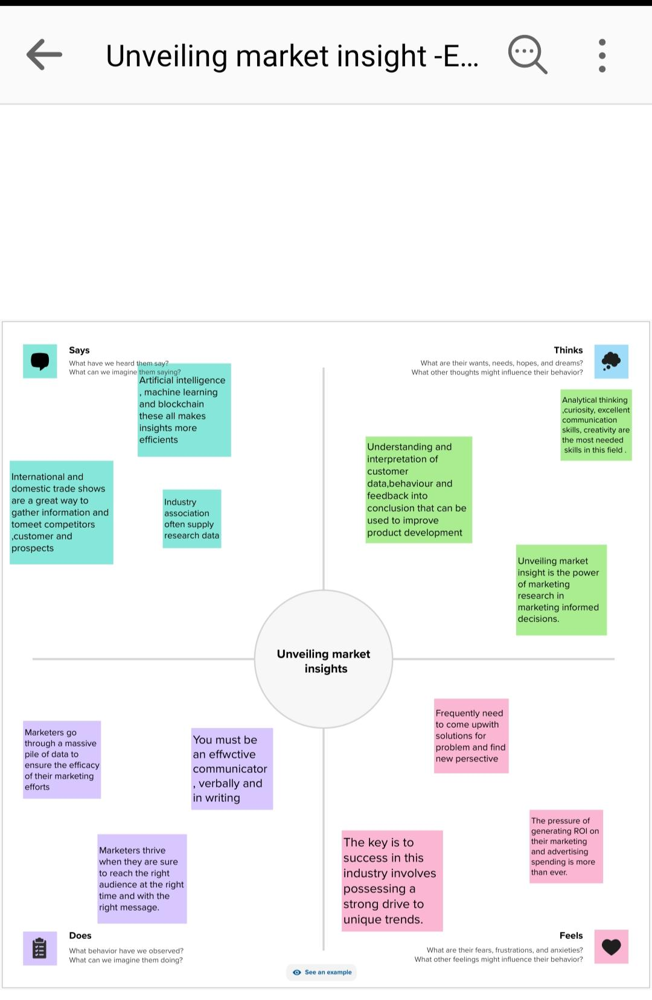 Unveiling market insight -E...
Says
What have we heard them say?
What can we imagine them saying?
Artificial intelligence
, machine learning
and blockchain
these all makes
insights more
efficients
International and
domestic trade shows
are a great way to
gather information and
tomeet competitors
,customer and
prospects
Industry
association
often supply
research data
Thinks
What are their wants, needs, hopes, and dreams?
What other thoughts might influence their behavior?
Analytical thinking
,curiosity, excellent
communication
skills, creativity are
the most needed
skills in this field .
Understanding and
interpretation of
customer
data,behaviour and
feedback into
conclusion that can be
used to improve
product development
Unveiling market
insight is the power
of marketing
research in
marketing informed
decisions.
Unveiling market
insights
Marketers go
through a massive
pile of data to
ensure the efficacy
of their marketing
efforts
You must be
an effwctive
communicator
, verbally and
in writing
Marketers thrive
when they are sure
to reach the right
audience at the right
time and with the
right message.
Does
What behavior have we observed?
What can we imagine them doing?
Frequently need
to come upwith
solutions for
problem and find
new persective
The pressure of
generating ROI on
their marketing
and advertising
spending is more
than ever.
The key is to
success in this
industry involves
possessing a
strong drive to
unique trends.
Feels
What are their fears, frustrations, and anxieties?
What other feelings might influence their behavior?
See an example